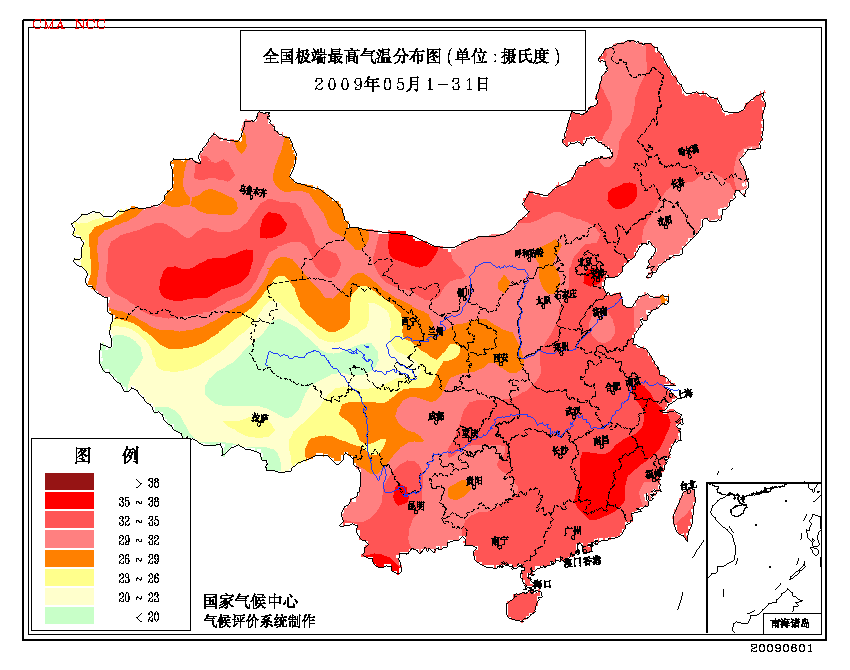 CMA NCC
全国极端最高气温分布图(单位:摄氏度)
2009年05月1-31日
哈尔滨
长春
乌鲁木齐
沈阳
呼和浩特
北京
天津
银川
太原 石家庄
济南
西宁
兰州
郑州
西安
南京
合肥
上海
拉萨
成都
武汉
重庆
南昌
长沙
贵阳
福州
台北
昆明
广州
南宁
澳门 香港
海口
图 例
> 38
35 ~ 38
32 ~ 35
29 ~ 32
26 ~ 29
23 ~ 26
20 ~ 23
< 20
国家气候中心
气候评价系统制作
南海诸岛
20090601